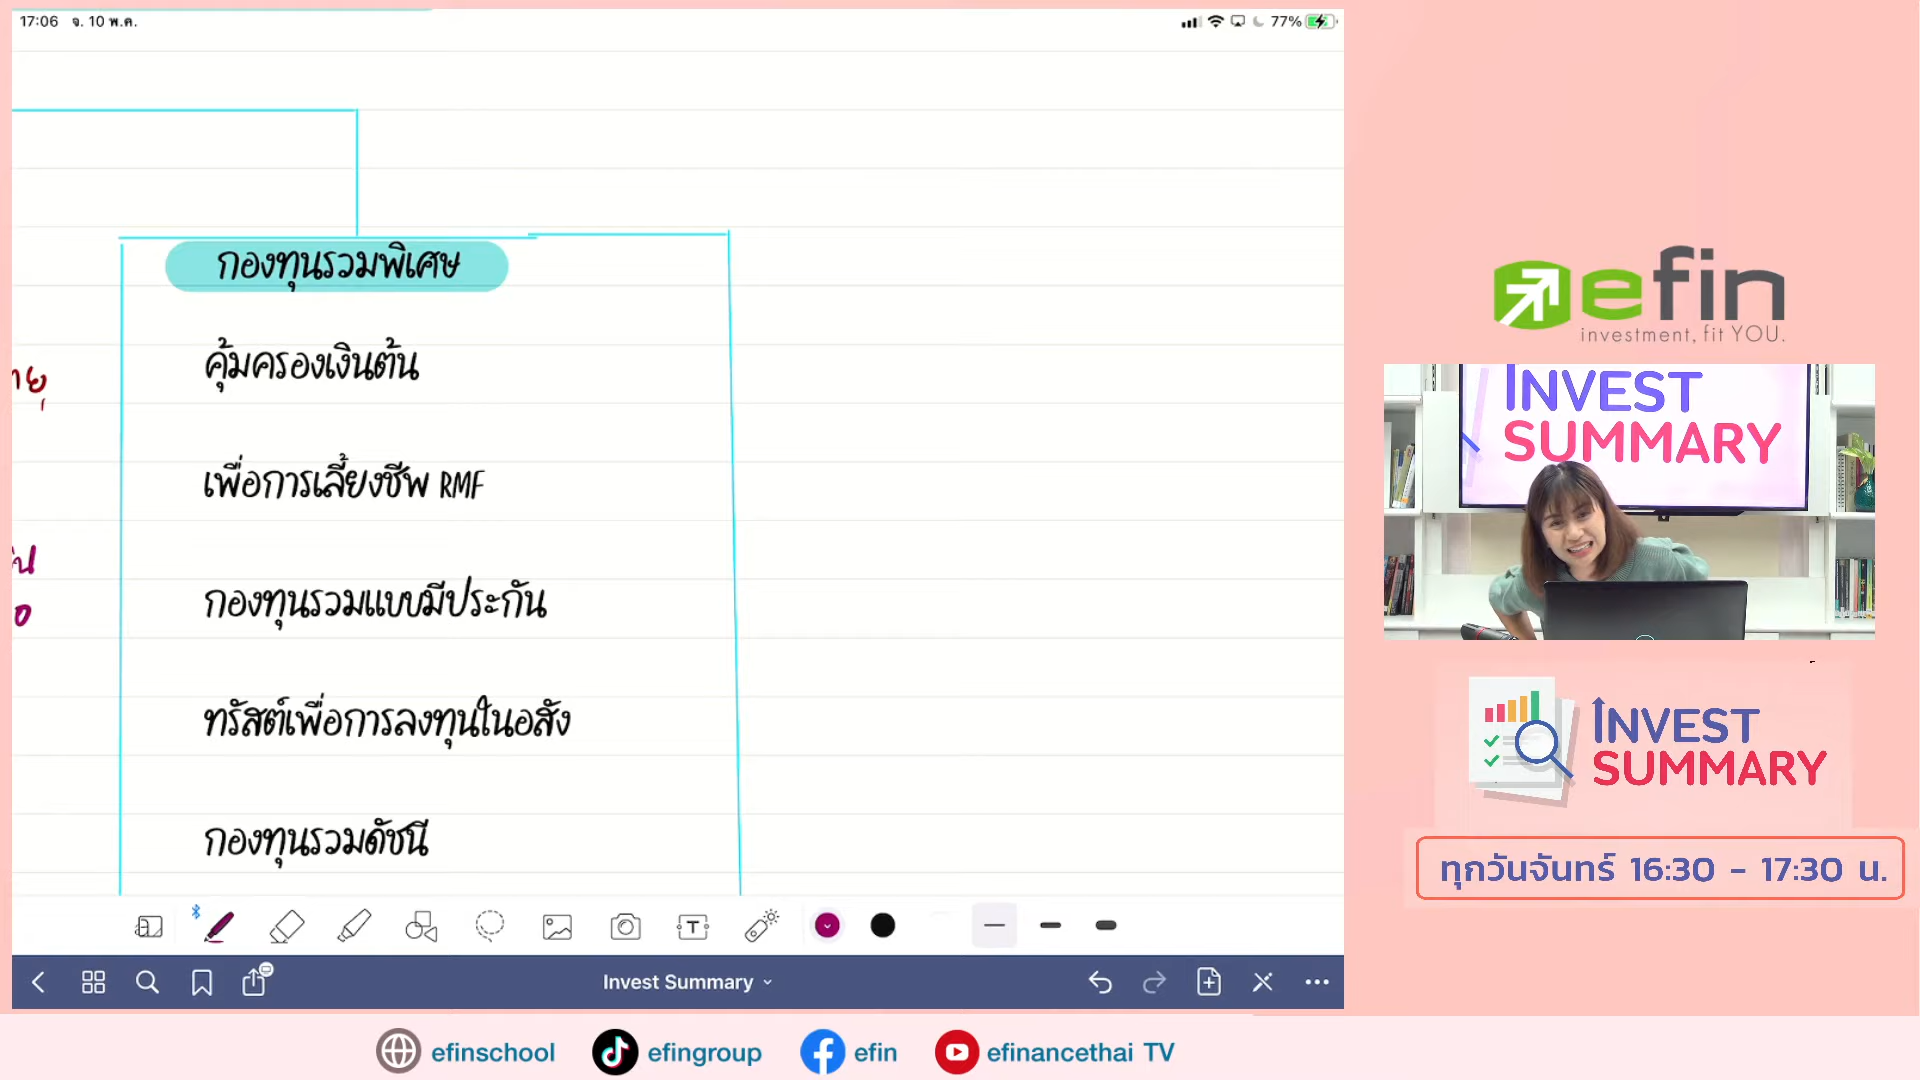 17:06 จ. 10 พ.ค.
77%
กองทุนรวมพิเศษ
คุ้มครองเงินต้น
เพื่อการเลี้ยงชีพ RMF
กองทุนรวมแบบมีประกัน
ทรัสต์เพื่อการลงทุนในอสัง
กองทุนรวมดัชนี
T
Invest Summary
efin
investment, fit YOU.
INVEST
SUMMARY
INVEST
SUMMARY
ทุกวันจันทร์ 16:30 - 17:30 น.
efinschool
efingroup
efin
efinancethai TV